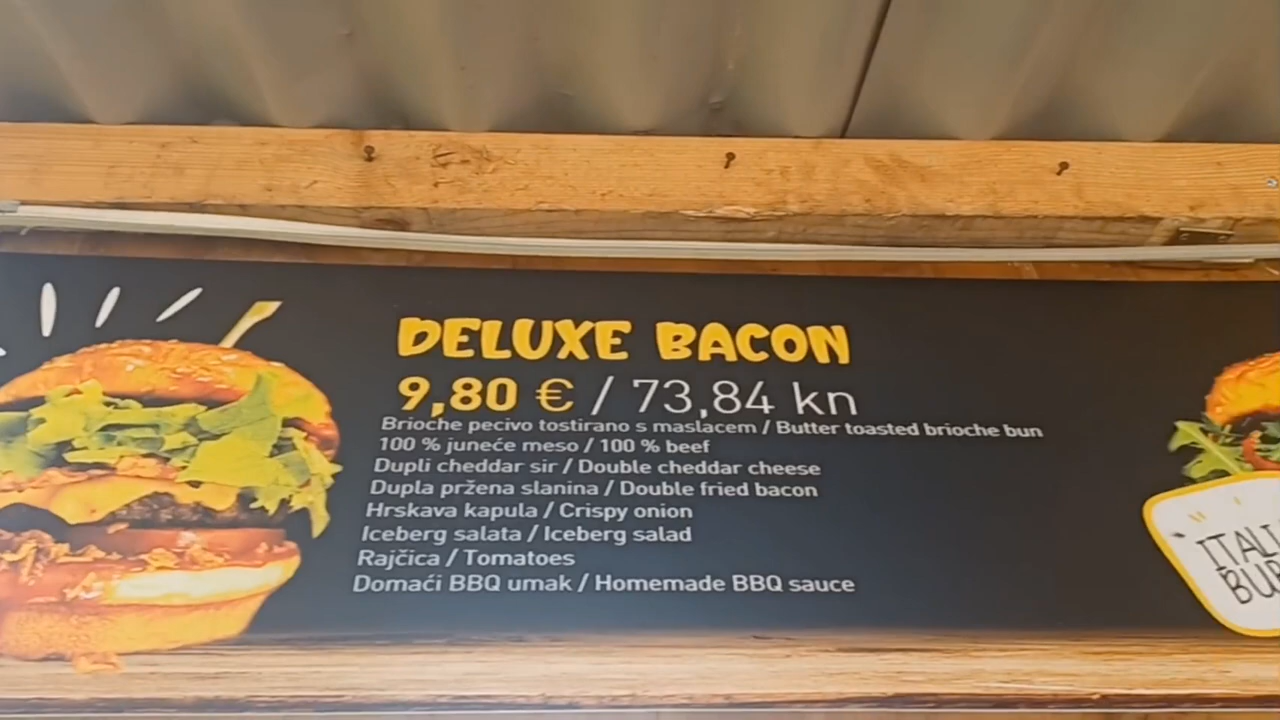 DELUXE BACON
9,80 € / 73,84 kn
Brioche pecivo tostirano s maslacem / Butter toasted brioche bun
100 % juneće meso / 100 % beef
Dupli cheddar sir / Double cheddar cheese
Dupla pržena slanina / Double fried bacon
Hrskava kapula / Crispy onion
Iceberg salata / Iceberg salad
Rajčica / Tomatoes
Domaći BBQ umak / Homemade BBQ sauce